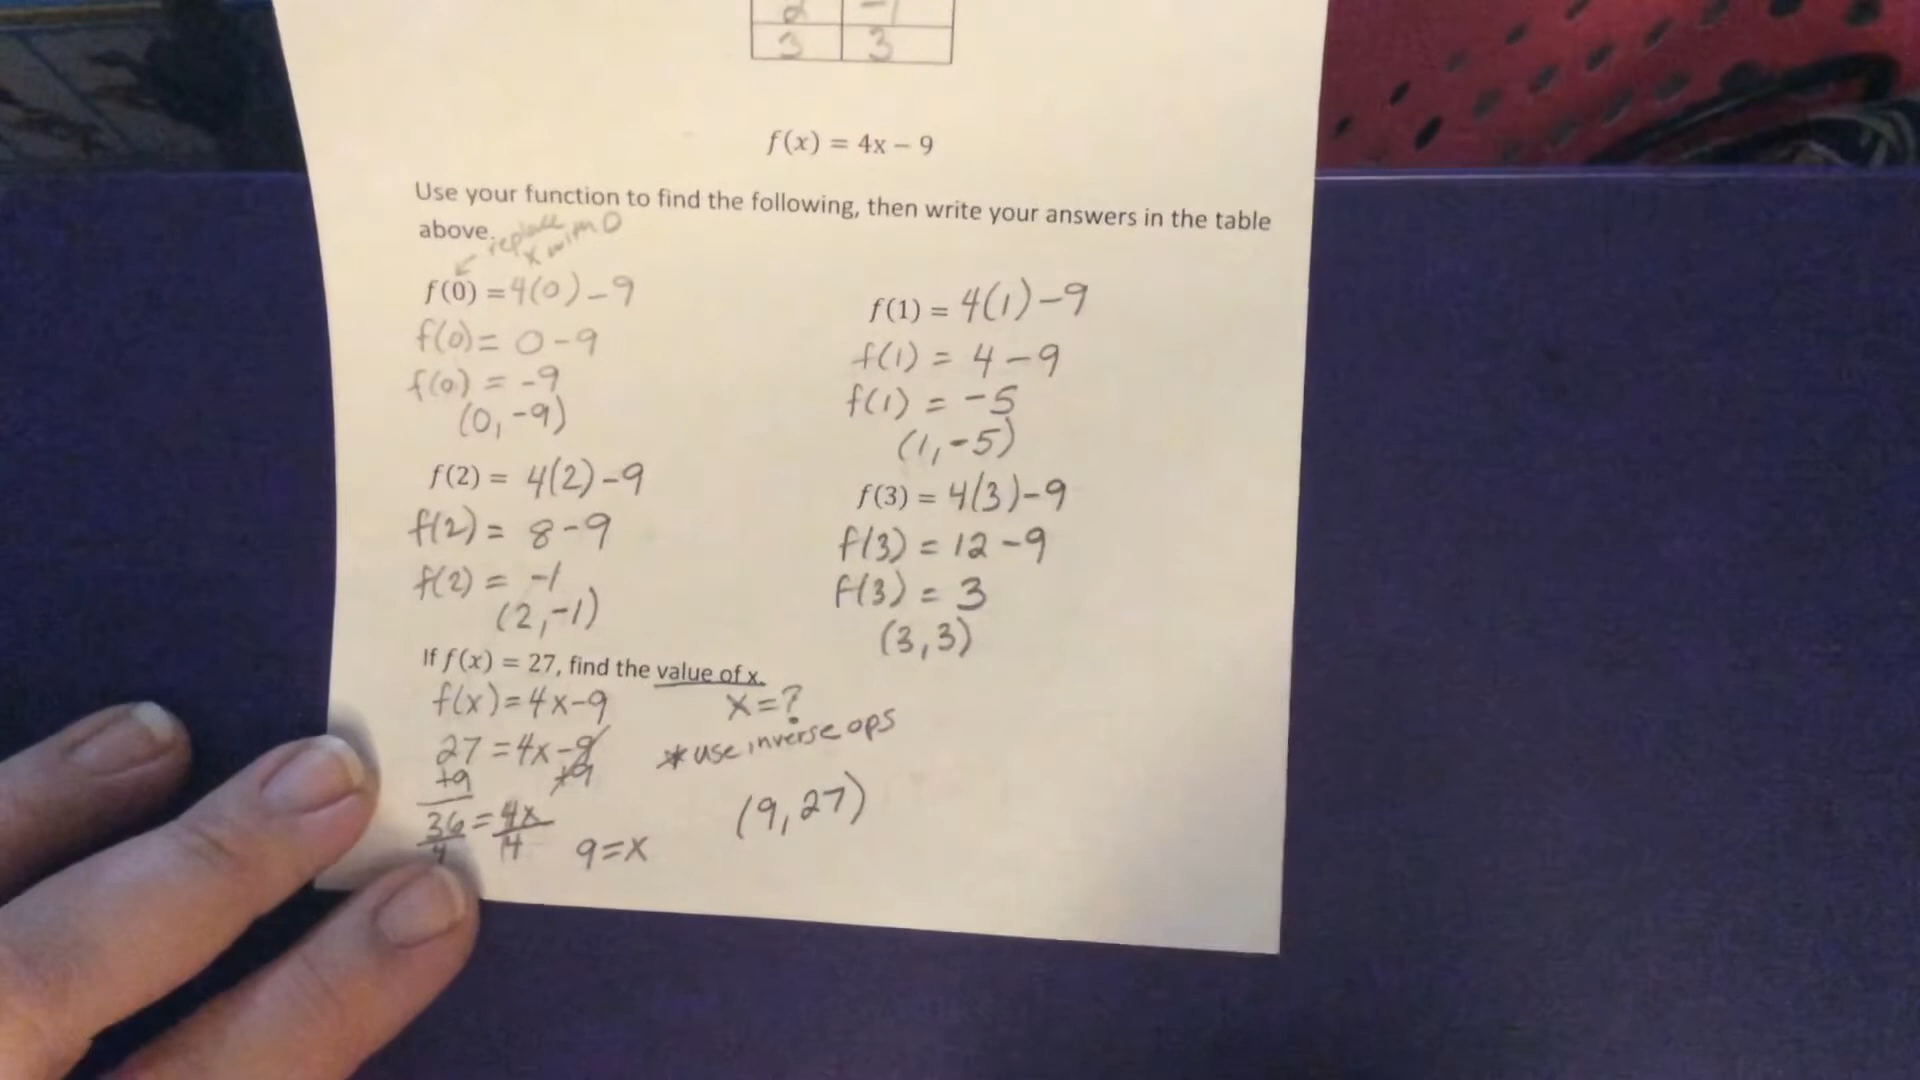 2 -1
3 3
f(x) = 4x – 9
Use your function to find the following, then write your answers in the table
above.
replace
x with 0
f(0) = 4(0) - 9
f(0) = 0 - 9
f(0) = -9
(0, -9)
f(1) = 4(1) - 9
f(1) = 4 - 9
f(1) = -5
(1, -5)
f(2) = 4(2) - 9
f(2) = 8 - 9
f(2) = -1
(2, -1)
f(3) = 4(3) - 9
f(3) = 12 - 9
f(3) = 3
(3, 3)
If f(x) = 27, find the value of x.
f(x) = 4x - 9
x = ?
27 = 4x - 9
* use inverse ops
+9 +9
36 = 4x
4 4
9 = x
(9, 27)